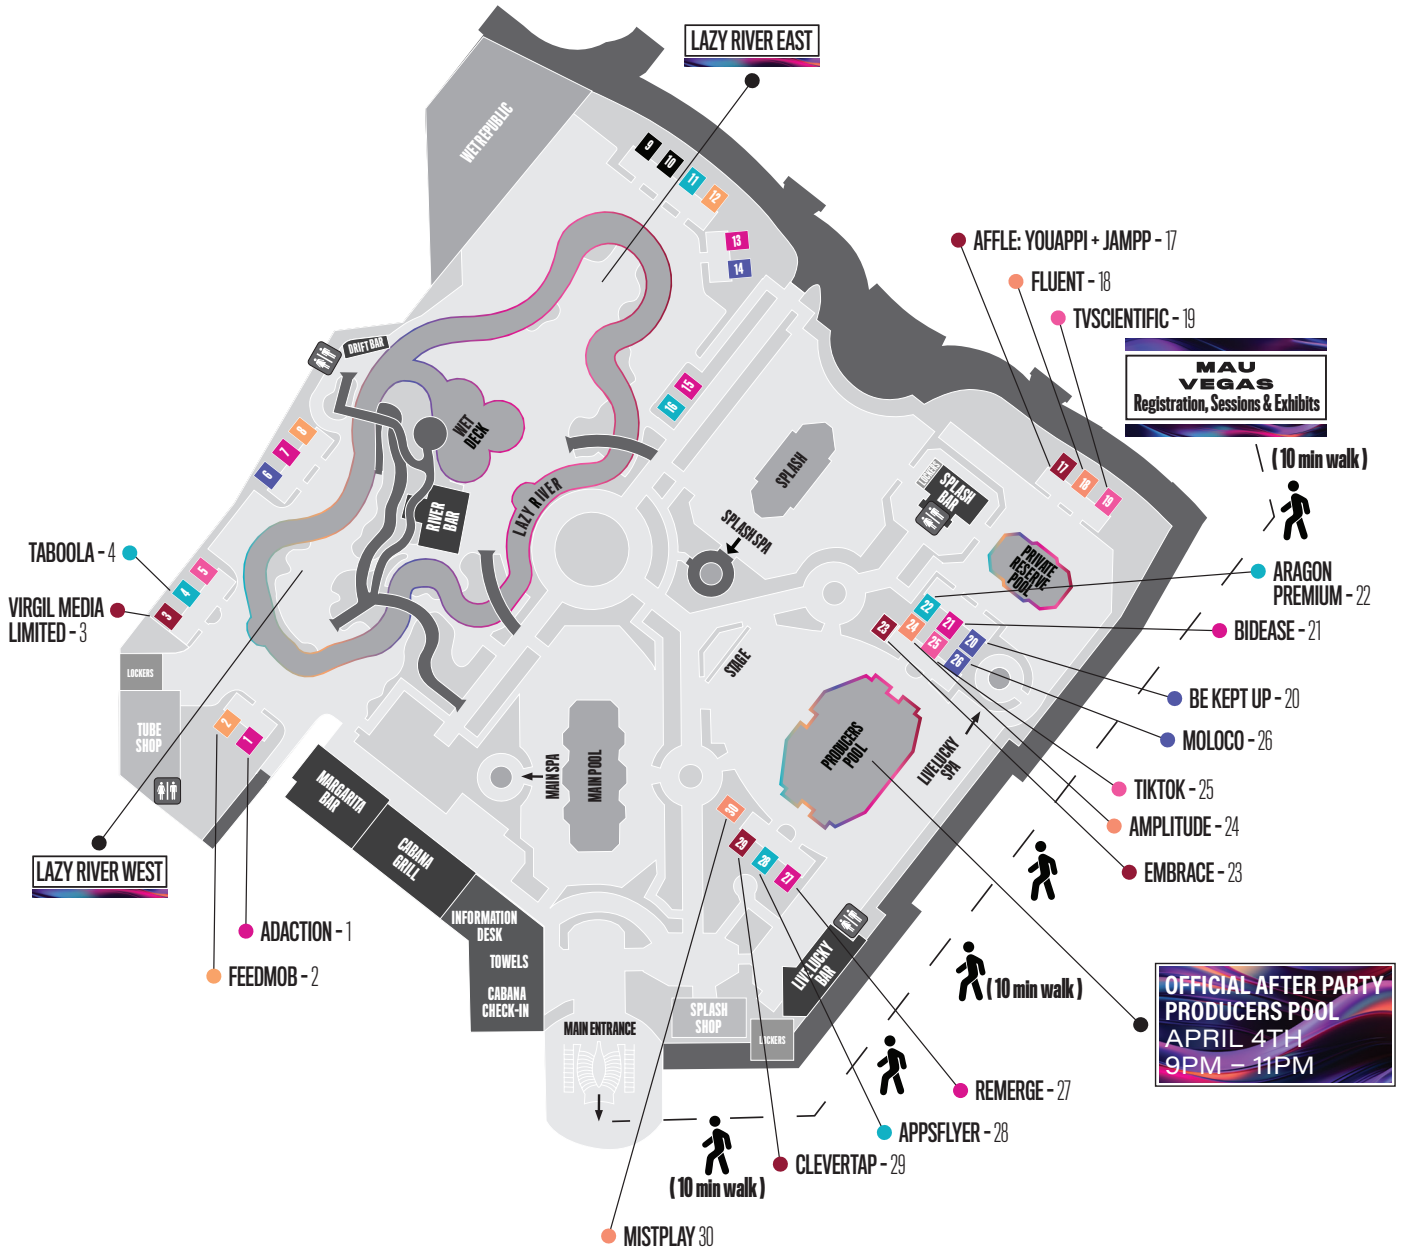 LAZY RIVER EAST
WET REPUBLIC
9
10
11
12
13
14
AFFLE: YOUAPPI + JAMPP - 17
FLUENT - 18
TVSCIENTIFIC - 19
MAU
VEGAS
Registration, Sessions & Exhibits
( 10 min walk )
DRIFT BAR
15
16
WET
DECK
8
7
6
SPLASH
LOCKERS
SPLASH
BAR
17
18
19
LAZY RIVER
RIVER
BAR
SPLASH SPA
PRIVATE
RESERVE
POOL
TABOOLA - 4
VIRGIL MEDIA
LIMITED - 3
5
4
3
ARAGON
PREMIUM - 22
BIDEASE - 21
22
21
20
23
24
25
26
LOCKERS
TUBE
SHOP
2
1
STAGE
BE KEPT UP - 20
MOLOCO - 26
TIKTOK - 25
AMPLITUDE - 24
EMBRACE - 23
MAIN SPA
MAIN POOL
PRODUCERS
POOL
LIVE LUCKY
SPA
MARGARITA
BAR
CABANA
GRILL
30
29
28
27
LAZY RIVER WEST
ADACTION - 1
FEEDMOB - 2
INFORMATION
DESK
TOWELS
CABANA
CHECK-IN
LIVE LUCKY
BAR
( 10 min walk )
MAIN ENTRANCE
SPLASH
SHOP
LOCKERS
OFFICIAL AFTER PARTY
PRODUCERS POOL
APRIL 4TH
9PM – 11PM
REMERGE - 27
APPSFLYER - 28
CLEVERTAP - 29
( 10 min walk )
MISTPLAY 30